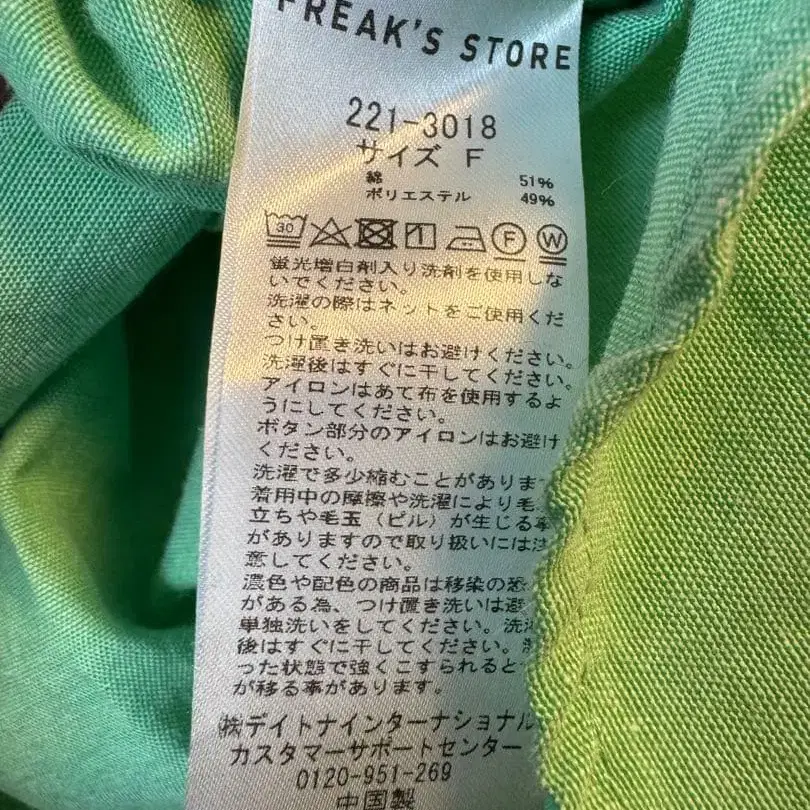 FREAK'S STORE
221-3018
サイズ F
綿 51%
ポリエステル 49%
30 F W
蛍光増白剤入り洗剤を使用しな
いでください。
洗濯の際はネットをご使用くだ
さい。
つけ置き洗いはお避けください。
洗濯後はすぐに干してください。
アイロンはあて布を使用するよ
うにしてください。
ボタン部分のアイロンはお避け
ください。
洗濯で多少縮むことがありま
着用中の摩擦や洗濯により毛
立ちや毛玉（ピル）が生じる事
がありますので取り扱いには注
意してください。
濃色や配色の商品は移染の恐
がある為、つけ置き洗いは避
単独洗いをしてください。洗
後はすぐに干してください。
った状態で強くこすられると
が移る事があります。
㈱デイトナインターナショナル
カスタマーサポートセンター
0120-951-269
中国製